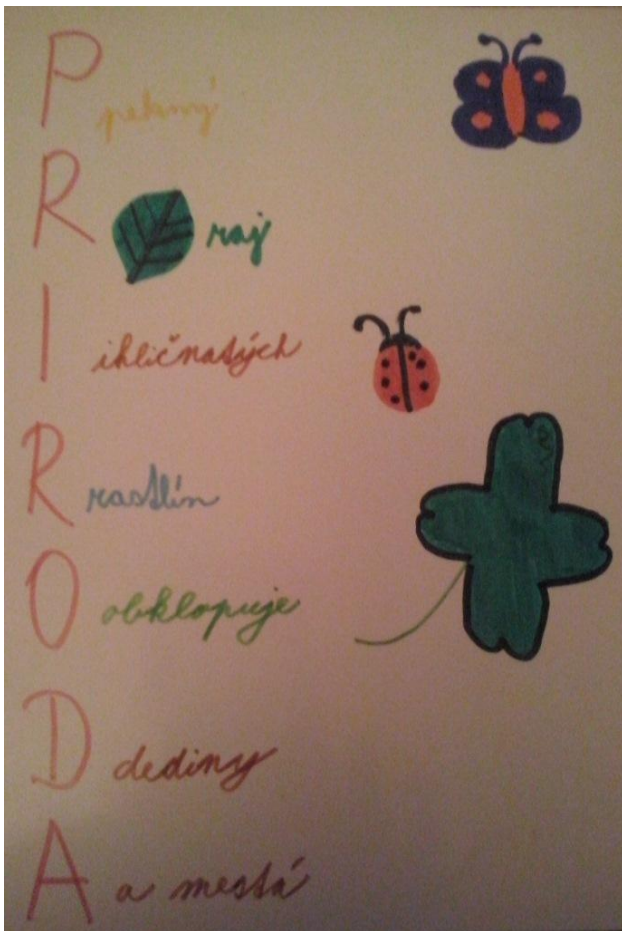 P pekný
R raj
I ihličnatých
R rastlín
O obklopuje
D dediny
A a mestá